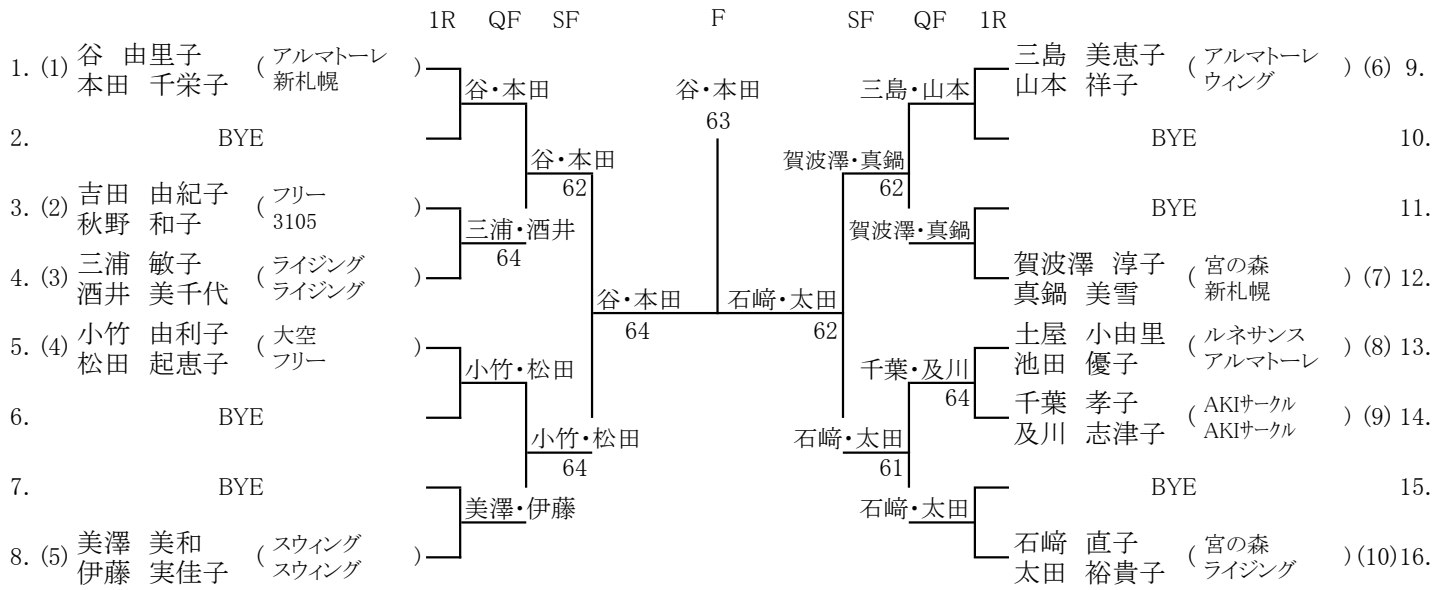 1R QF SF F SF QF 1R
1. (1) 谷 由里子 ( アルマトーレ )
本田 千栄子 新札幌
谷・本田
2. BYE
谷・本田
62
3. (2) 吉田 由紀子 ( フリー )
秋野 和子 3105
三浦・酒井
64
4. (3) 三浦 敏子 ( ライジング )
酒井 美千代 ライジング
谷・本田
64
5. (4) 小竹 由利子 ( 大空 )
松田 起恵子 フリー
小竹・松田
6. BYE
小竹・松田
64
7. BYE
美澤・伊藤
8. (5) 美澤 美和 ( スウィング )
伊藤 実佳子 スウィング
谷・本田
63
三島 美恵子 ( アルマトーレ ) (6) 9.
山本 祥子 ウィング
三島・山本
BYE 10.
賀波澤・真鍋
62
BYE 11.
賀波澤・真鍋
賀波澤 淳子 ( 宮の森 ) (7) 12.
真鍋 美雪 新札幌
石﨑・太田
62
土屋 小由里 ( ルネサンス ) (8) 13.
池田 優子 アルマトーレ
千葉・及川
64
千葉 孝子 ( AKIサークル ) (9) 14.
及川 志津子 AKIサークル
石﨑・太田
61
BYE 15.
石﨑・太田
石﨑 直子 ( 宮の森 ) (10) 16.
太田 裕貴子 ライジング